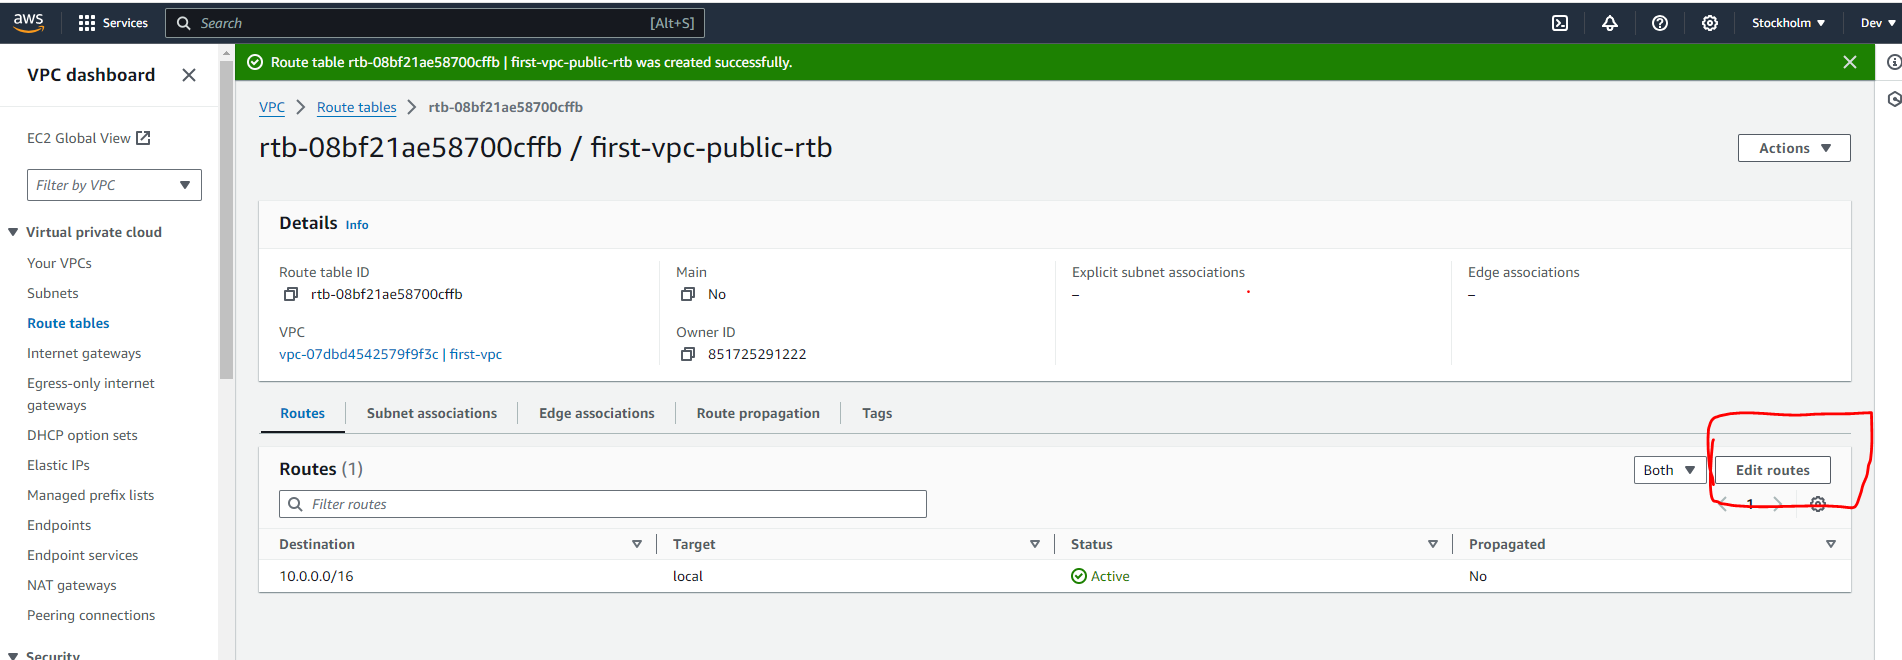 aws Services Search [Alt+S] Stockholm Dev
VPC dashboard
EC2 Global View
Filter by VPC
Virtual private cloud
Your VPCs
Subnets
Route tables
Internet gateways
Egress-only internet
gateways
DHCP option sets
Elastic IPs
Managed prefix lists
Endpoints
Endpoint services
NAT gateways
Peering connections
Security
Route table rtb-08bf21ae58700cffb | first-vpc-public-rtb was created successfully.
VPC Route tables rtb-08bf21ae58700cffb
rtb-08bf21ae58700cffb / first-vpc-public-rtb
Actions
Details Info
Route table ID
rtb-08bf21ae58700cffb
Main
No
Explicit subnet associations
–
Edge associations
–
VPC
vpc-07dbd4542579f9f3c | first-vpc
Owner ID
851725291222
Routes Subnet associations Edge associations Route propagation Tags
Routes (1)
Both Edit routes
Filter routes
1
Destination Target Status Propagated
10.0.0.0/16 local Active No